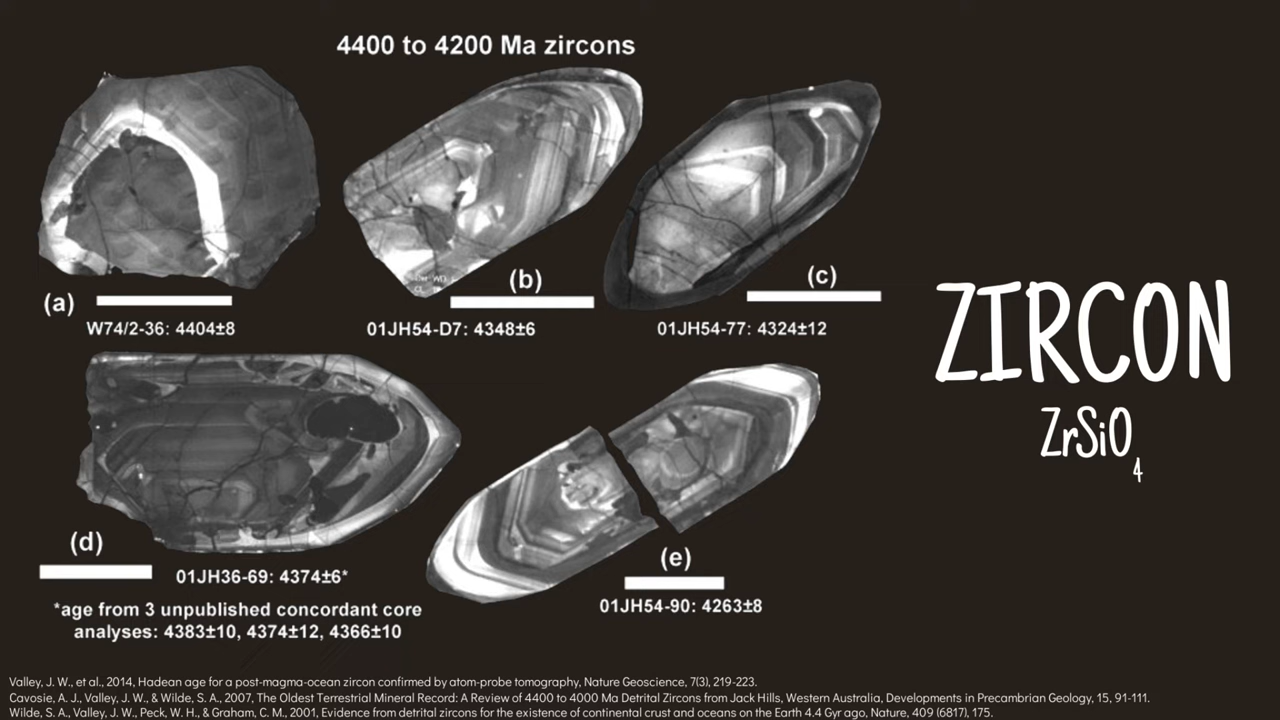 4400 to 4200 Ma zircons
(a)
W74/2-36: 4404±8
(b)
01JH54-D7: 4348±6
(c)
01JH54-77: 4324±12
ZIRCON
ZrSiO4
(d)
01JH36-69: 4374±6*
*age from 3 unpublished concordant core
analyses: 4383±10, 4374±12, 4366±10
(e)
01JH54-90: 4263±8
Valley, J. W., et al., 2014, Hadean age for a post-magma-ocean zircon confirmed by atom-probe tomography, Nature Geoscience, 7(3), 219-223.
Cavosie, A. J., Valley, J. W., & Wilde, S. A., 2007, The Oldest Terrestrial Mineral Record: A Review of 4400 to 4000 Ma Detrital Zircons from Jack Hills, Western Australia, Developments in Precambrian Geology, 15, 91-111.
Wilde, S. A., Valley, J. W., Peck, W. H., & Graham, C. M., 2001, Evidence from detrital zircons for the existence of continental crust and oceans on the Earth 4.4 Gyr ago, Nature, 409 (6817), 175.